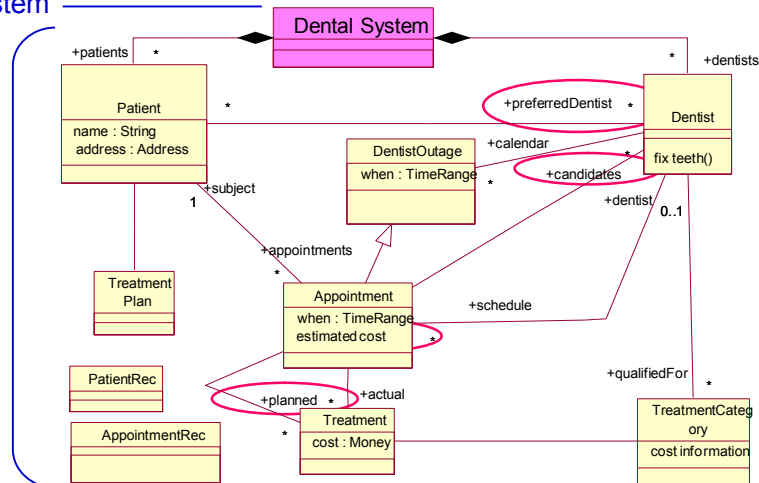 stem
Dental System
+patients
*
*
+dentists
Patient
name : String
address : Address
*
+preferredDentist
*
Dentist
fix teeth()
DentistOutage
when : TimeRange
+calendar
*
*
+candidates
+dentist
0..1
+subject
1
+appointments
*
Treatment
Plan
Appointment
when : TimeRange
estimated cost
+schedule
*
PatientRec
+planned
*
+actual
*
+qualifiedFor
*
AppointmentRec
Treatment
cost : Money
TreatmentCateg
ory
cost information